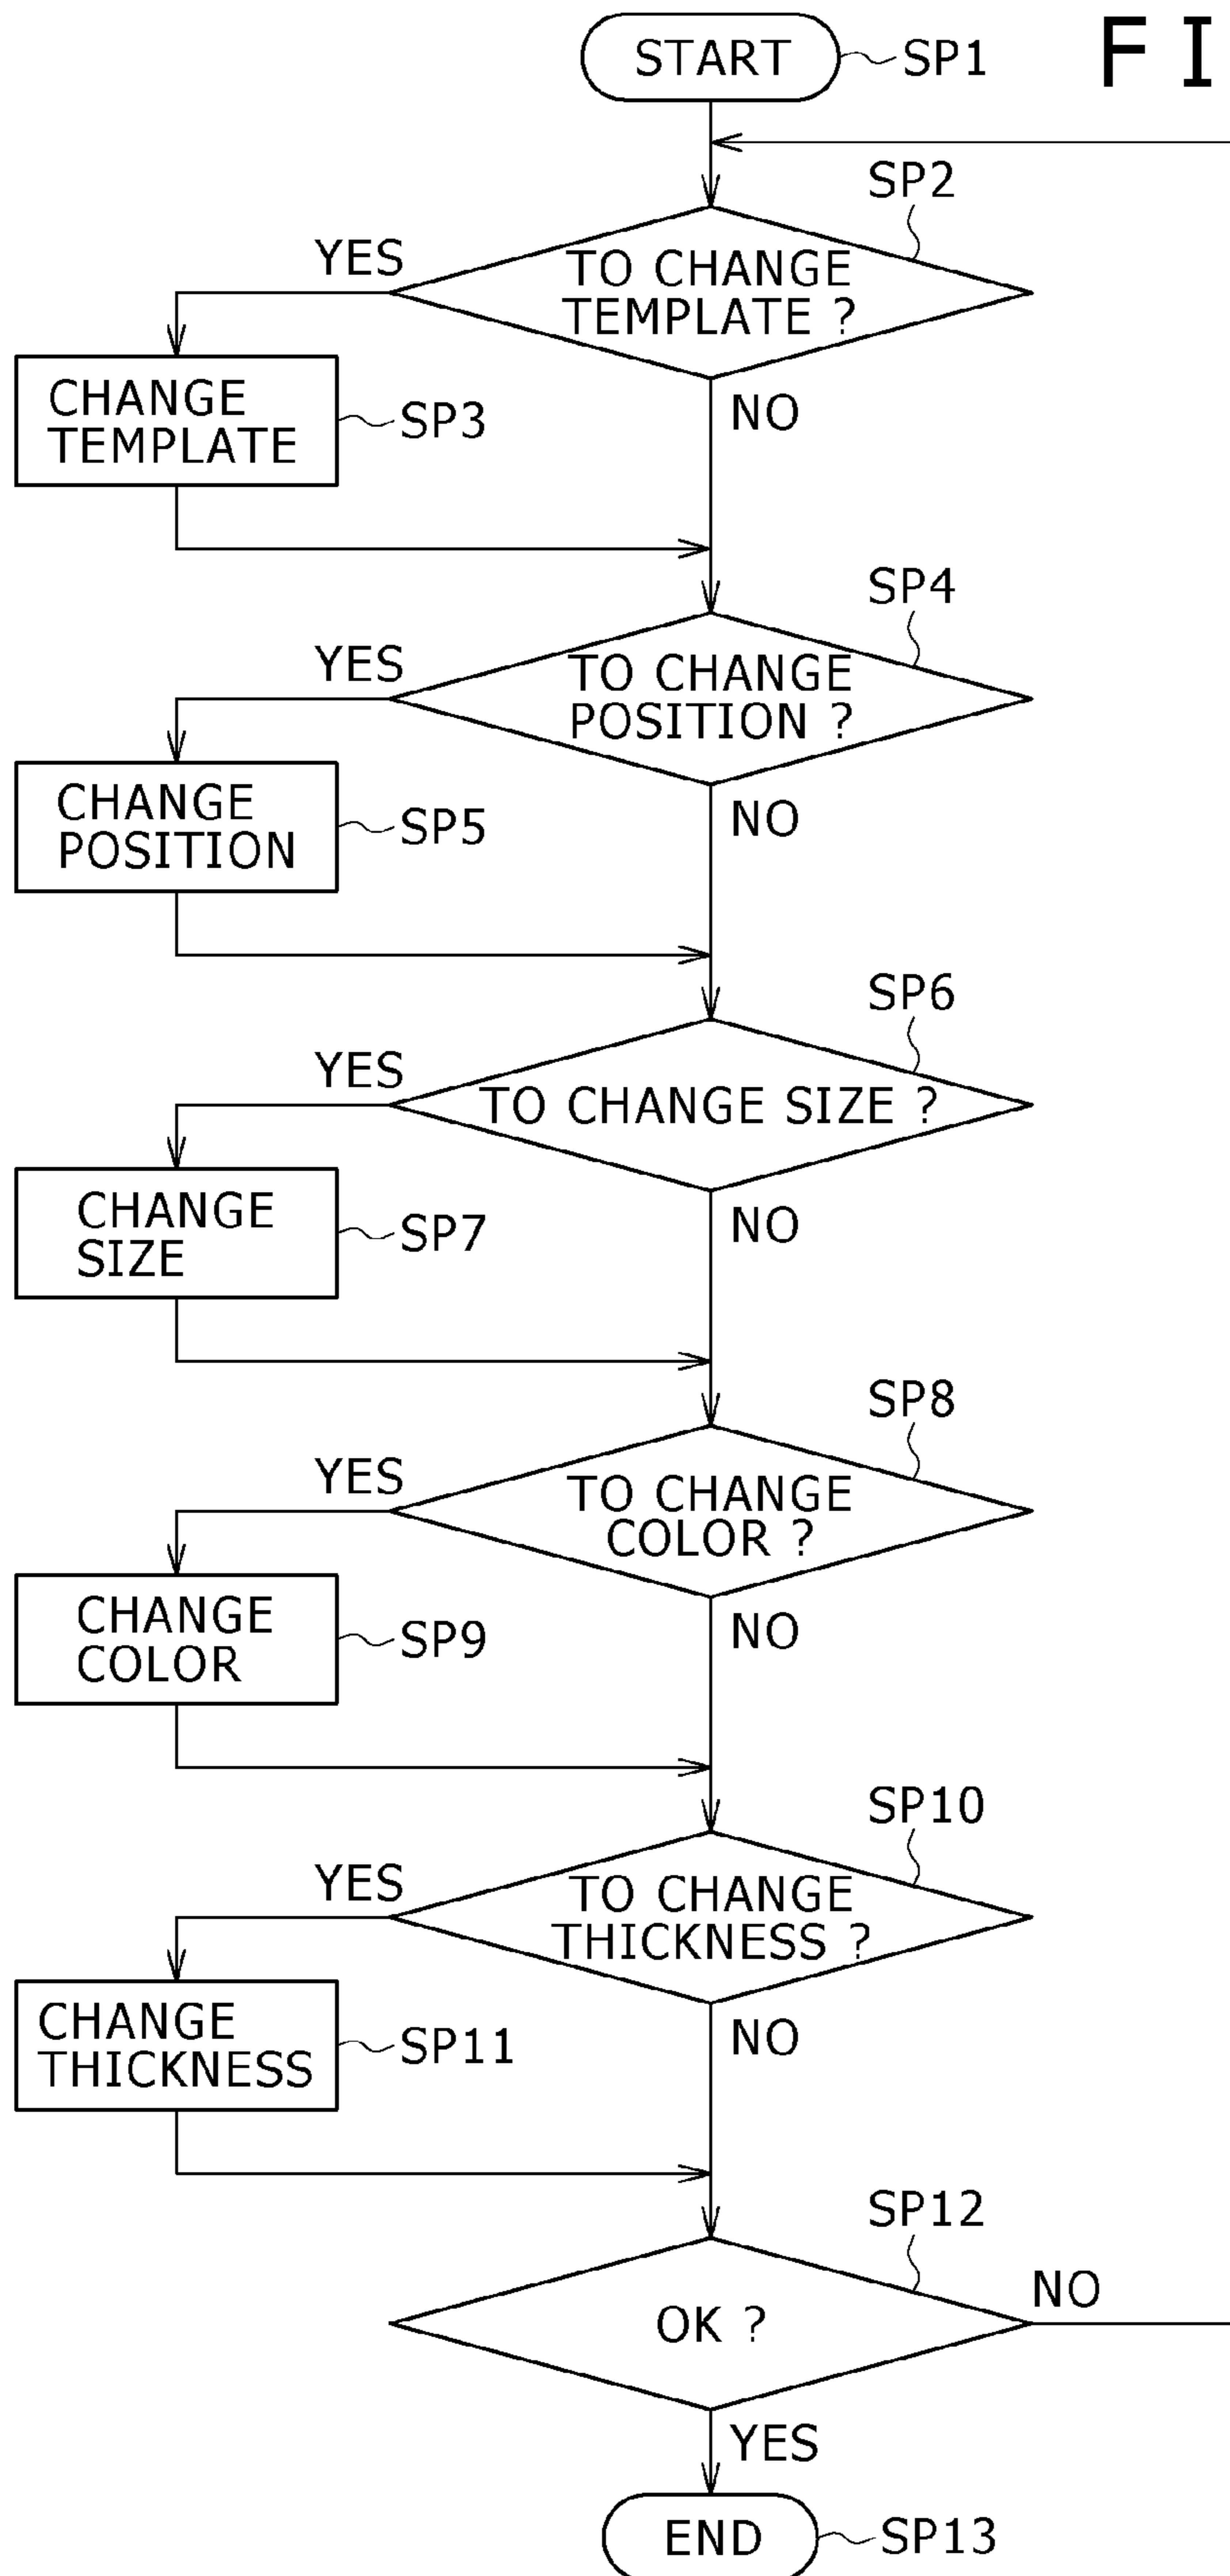 START
SP1
FI
SP2
YES
TO CHANGE
TEMPLATE ?
CHANGE
TEMPLATE
SP3
NO
SP4
YES
TO CHANGE
POSITION ?
CHANGE
POSITION
SP5
NO
SP6
YES
TO CHANGE SIZE ?
CHANGE
SIZE
SP7
NO
SP8
YES
TO CHANGE
COLOR ?
CHANGE
COLOR
SP9
NO
SP10
YES
TO CHANGE
THICKNESS ?
CHANGE
THICKNESS
SP11
NO
SP12
OK ?
NO
YES
END
SP13